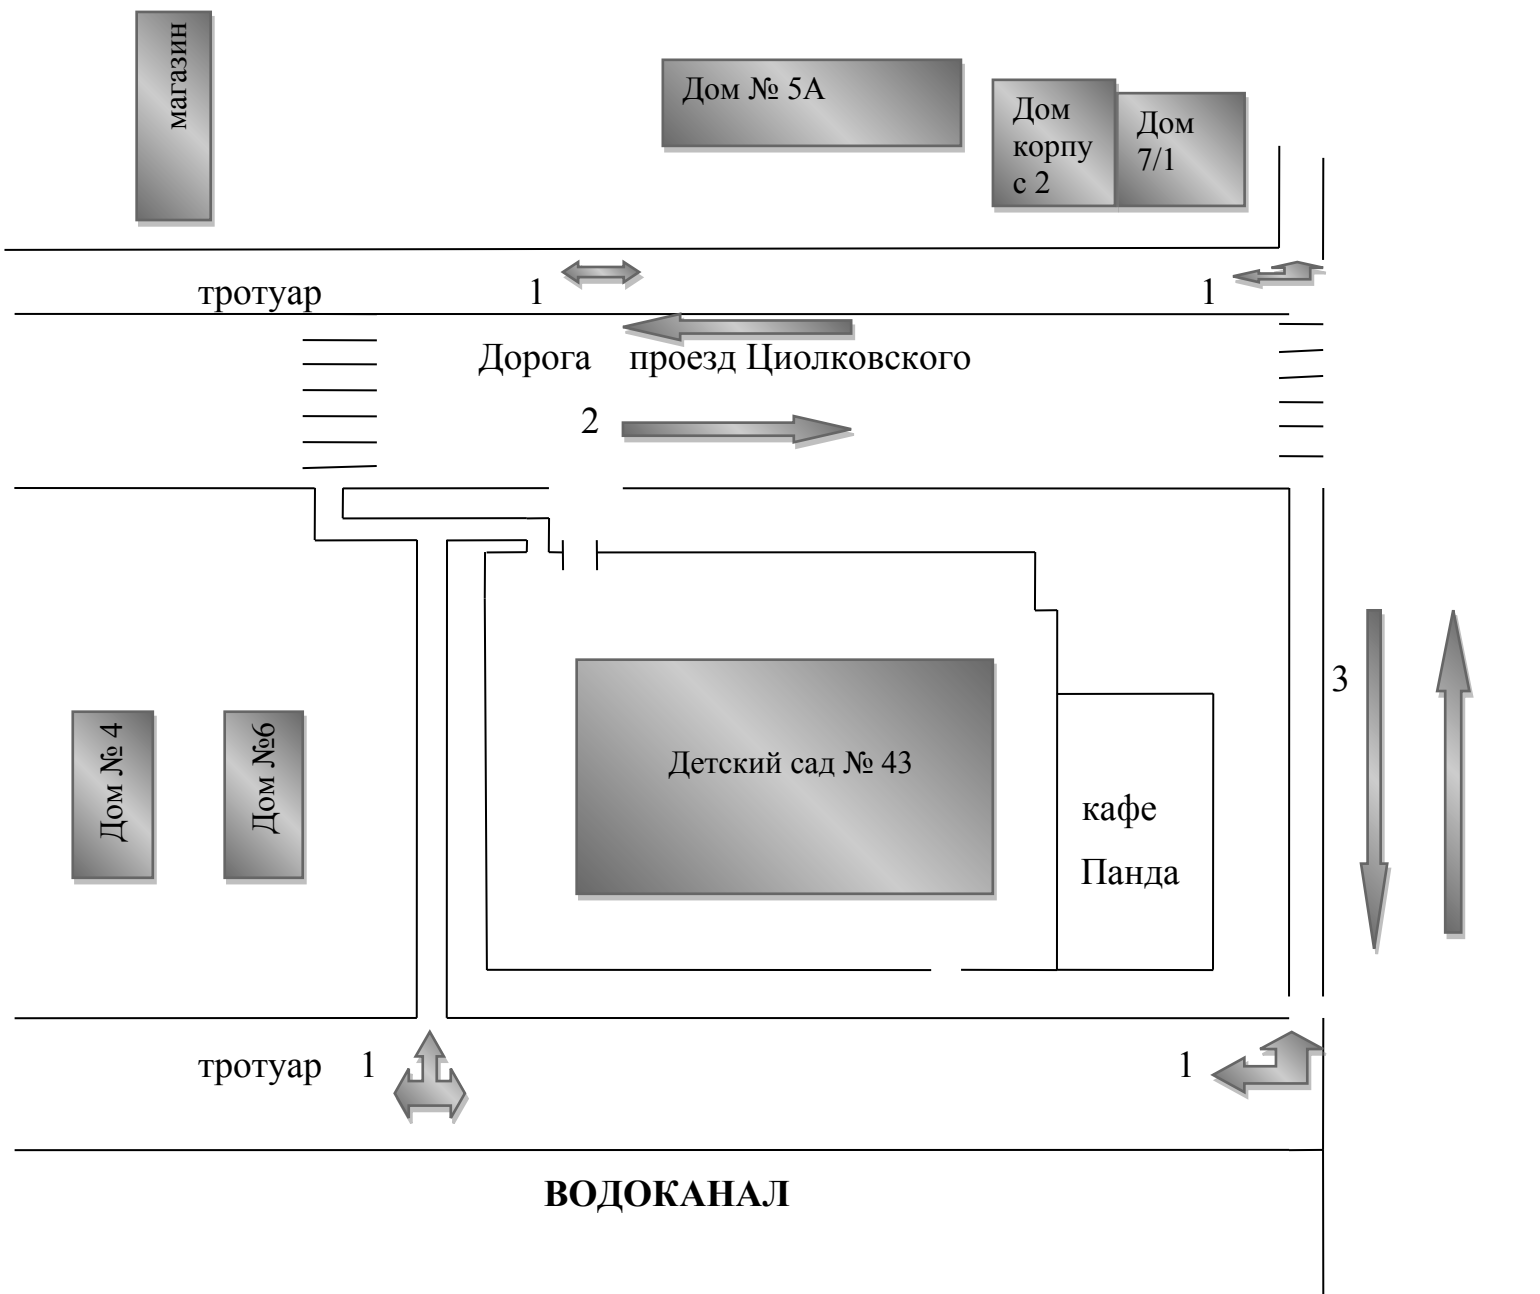 магазин
Дом № 5А
Дом
корпу
с 2
Дом
7/1
тротуар
1
1
Дорога проезд Циолковского
2
3
Дом № 4
Дом №6
Детский сад № 43
кафе
Панда
тротуар
1
1
ВОДОКАНАЛ